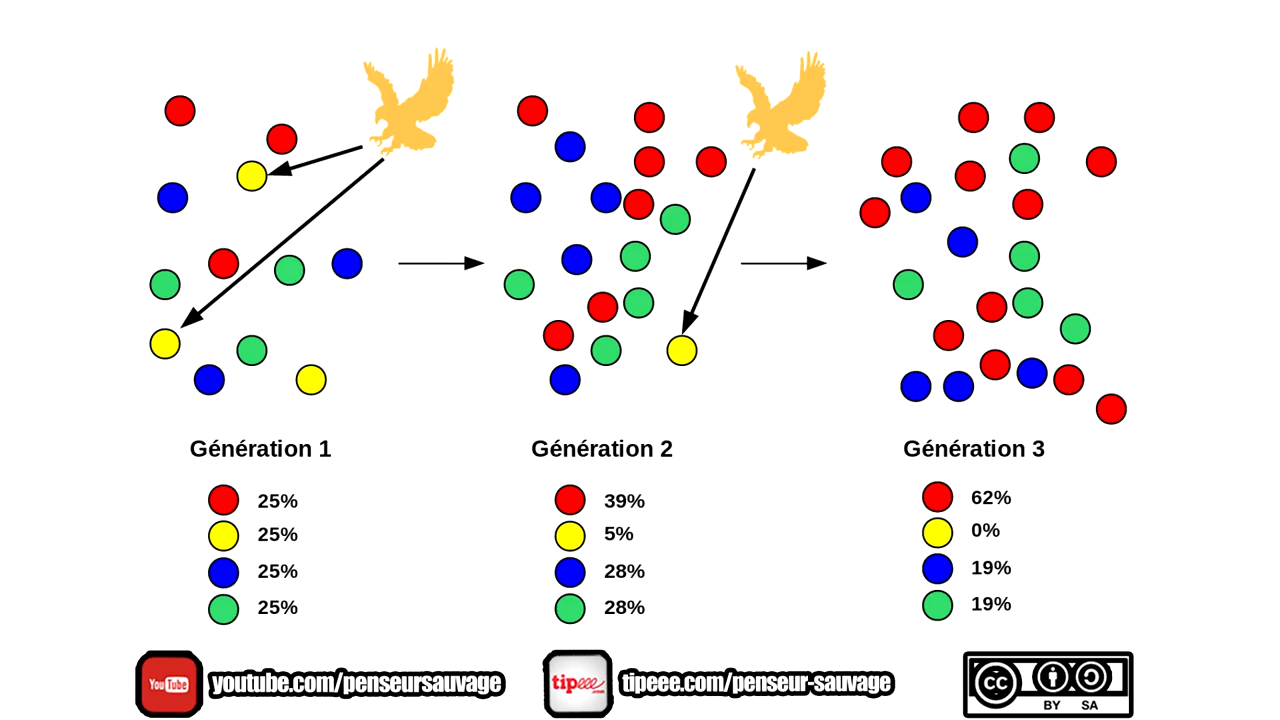 Génération 1
Génération 2
Génération 3
25%
25%
25%
25%
39%
5%
28%
28%
62%
0%
19%
19%
YouTube
youtube.com/penseursauvage
tipeee
.com
tipeee.com/penseur-sauvage
cc
BY SA